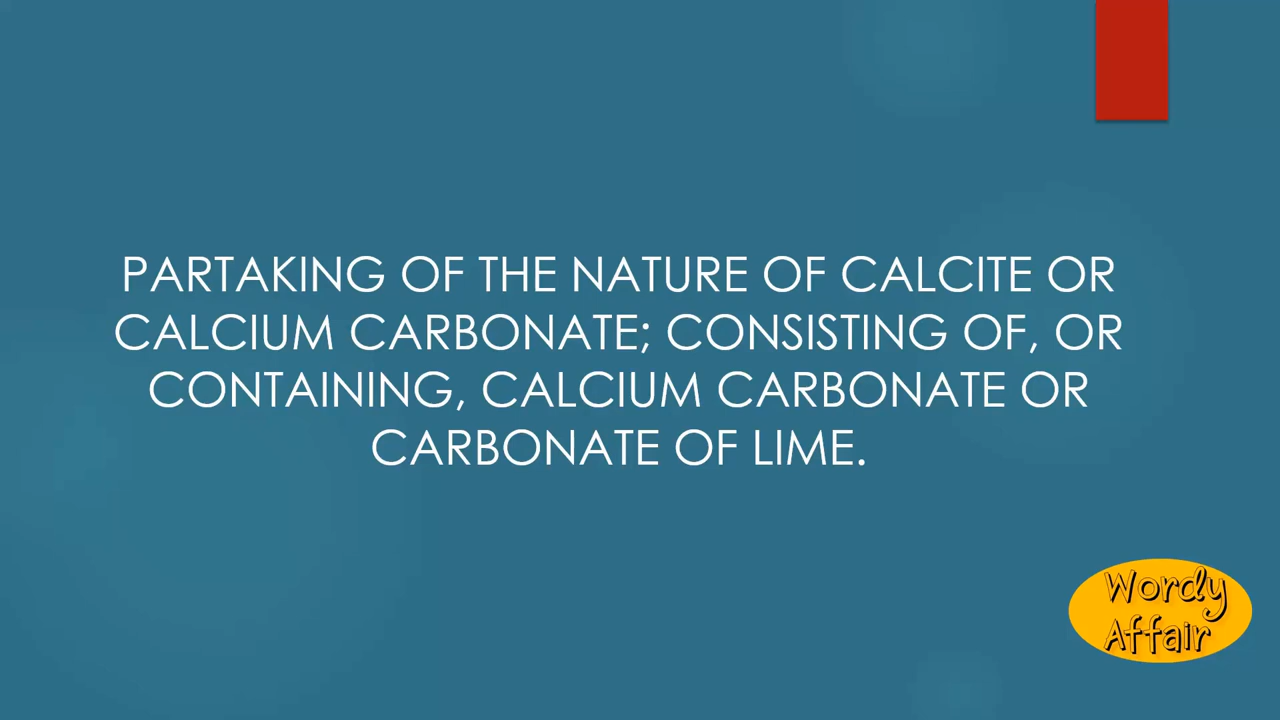 PARTAKING OF THE NATURE OF CALCITE OR
CALCIUM CARBONATE; CONSISTING OF, OR
CONTAINING, CALCIUM CARBONATE OR
CARBONATE OF LIME.
Wordy
Affair